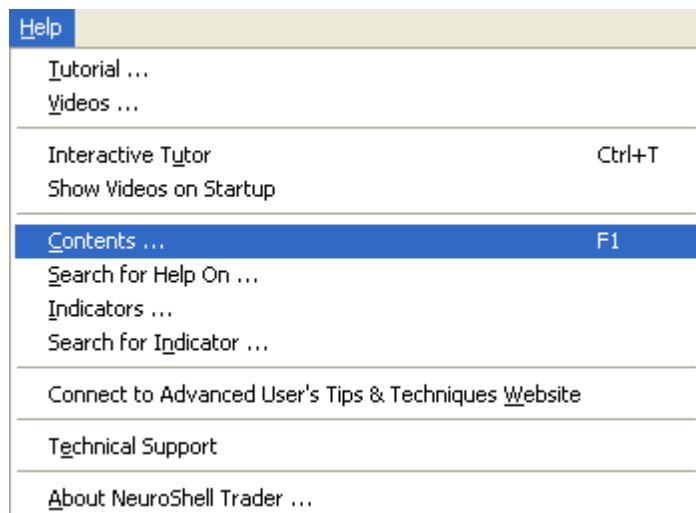 Help
Tutorial ...
Videos ...
Interactive Tutor Ctrl+T
Show Videos on Startup
Contents ... F1
Search for Help On ...
Indicators ...
Search for Indicator ...
Connect to Advanced User's Tips & Techniques Website
Technical Support
About NeuroShell Trader ...